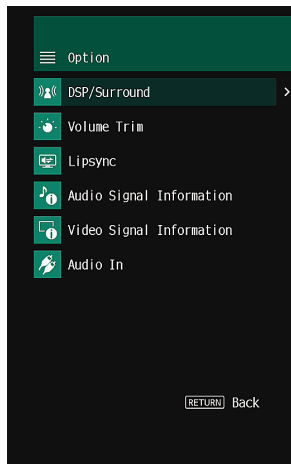 Option
DSP/Surround
Volume Trim
Lipsync
Audio Signal Information
Video Signal Information
Audio In
RETURN Back